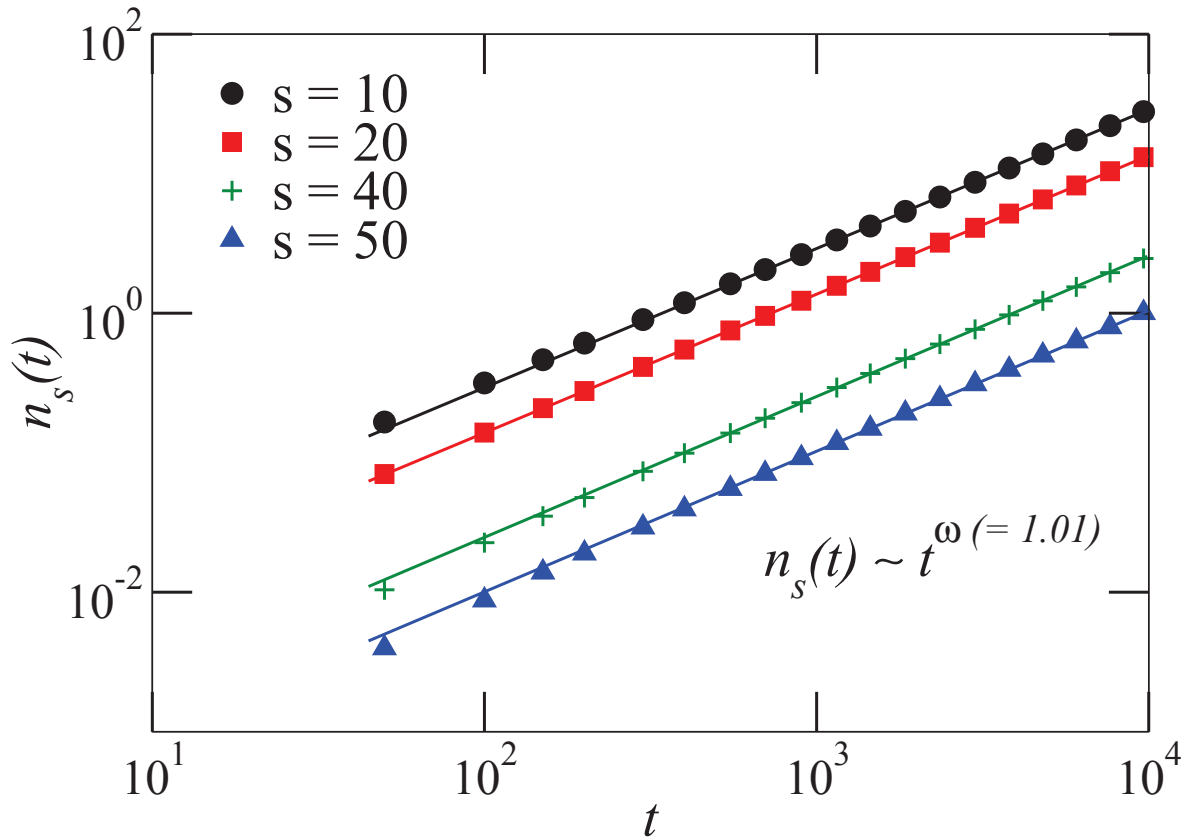 10^2
s = 10
s = 20
s = 40
s = 50
10^0
n_s(t)
n_s(t) ~ t^ω (= 1.01)
10^-2
10^1 10^2 10^3 10^4
t